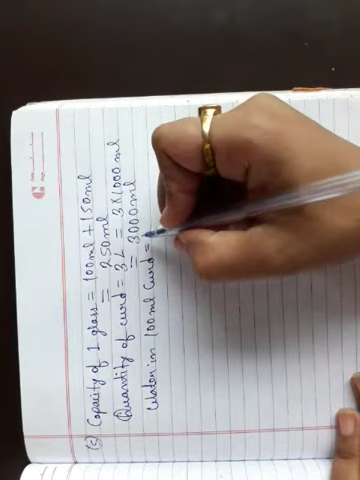 (5) Capacity of 1 glass = 100ml + 150ml
= 250ml
Quantity of curd = 3L = 3 x 1000 ml
= 3000ml
Water in 100ml Curd =